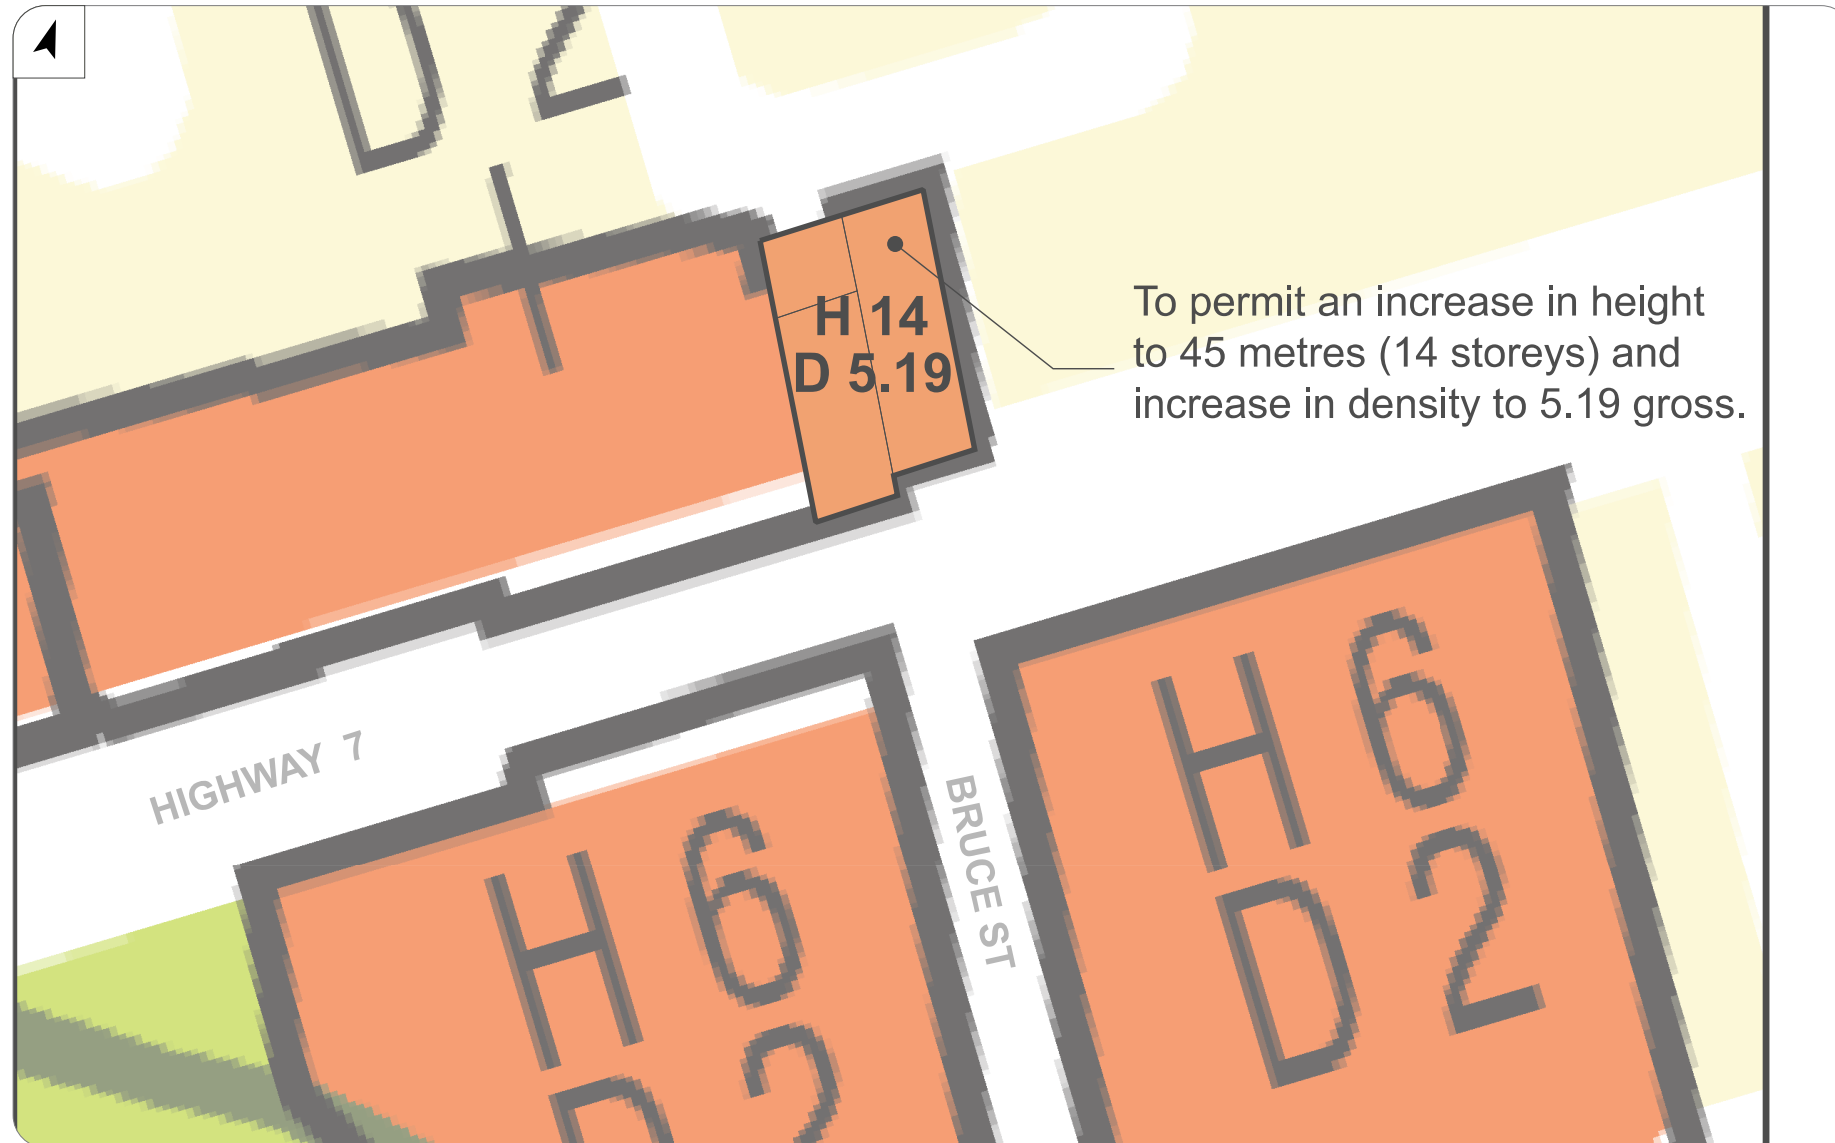 D 2
H 14
D 5.19
To permit an increase in height
to 45 metres (14 storeys) and
increase in density to 5.19 gross.
HIGHWAY 7
BRUCE ST
H 6
D 2
H 6
D 2